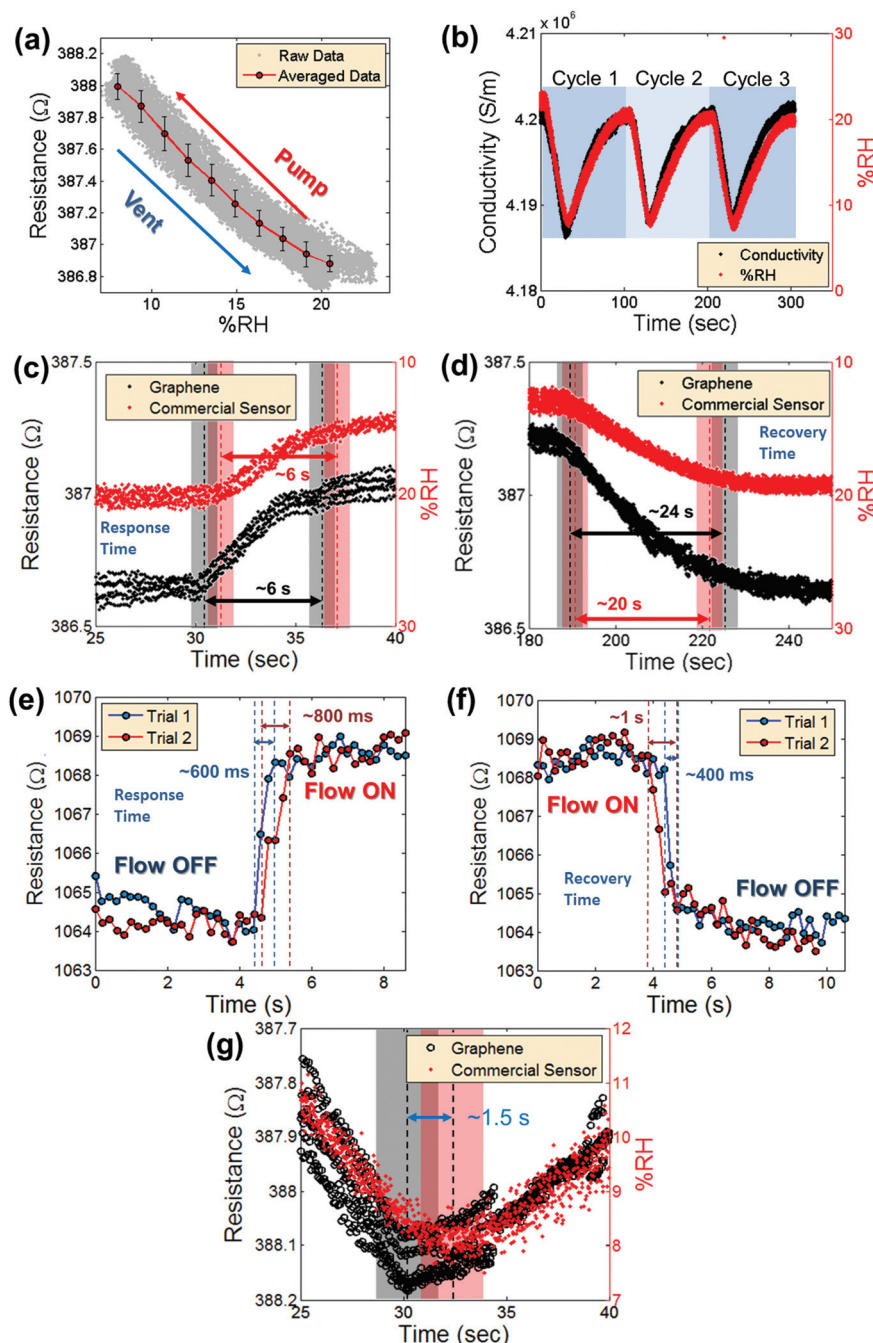 (a)
388.2
388
387.8
387.6
387.4
387.2
387
386.8
Resistance (Ω)
Raw Data
Averaged Data
Pump
Vent
10
15
20
%RH
(b)
4.21 x 10⁶
4.2
4.19
4.18
Conductivity (S/m)
Cycle 1
Cycle 2
Cycle 3
30
20
10
0
%RH
Conductivity
%RH
0
100
200
300
Time (sec)
(c)
387.5
387
386.5
Resistance (Ω)
Graphene
Commercial Sensor
~6 s
Response
Time
~6 s
10
20
30
%RH
25
30
35
40
Time (sec)
(d)
387.5
387
386.5
Resistance (Ω)
Graphene
Commercial Sensor
Recovery
Time
~24 s
~20 s
10
20
30
%RH
180
200
220
240
Time (sec)
(e)
1070
1069
1068
1067
1066
1065
1064
1063
Resistance (Ω)
Trial 1
Trial 2
~800 ms
~600 ms
Response
Time
Flow ON
Flow OFF
0
2
4
6
8
Time (s)
(f)
1070
1069
1068
1067
1066
1065
1064
1063
Resistance (Ω)
~1 s
Trial 1
Trial 2
~400 ms
Flow ON
Recovery
Time
Flow OFF
0
2
4
6
8
10
Time (s)
(g)
387.7
387.8
387.9
388
388.1
388.2
Resistance (Ω)
Graphene
Commercial Sensor
~1.5 s
12
11
10
9
8
7
%RH
25
30
35
40
Time (sec)